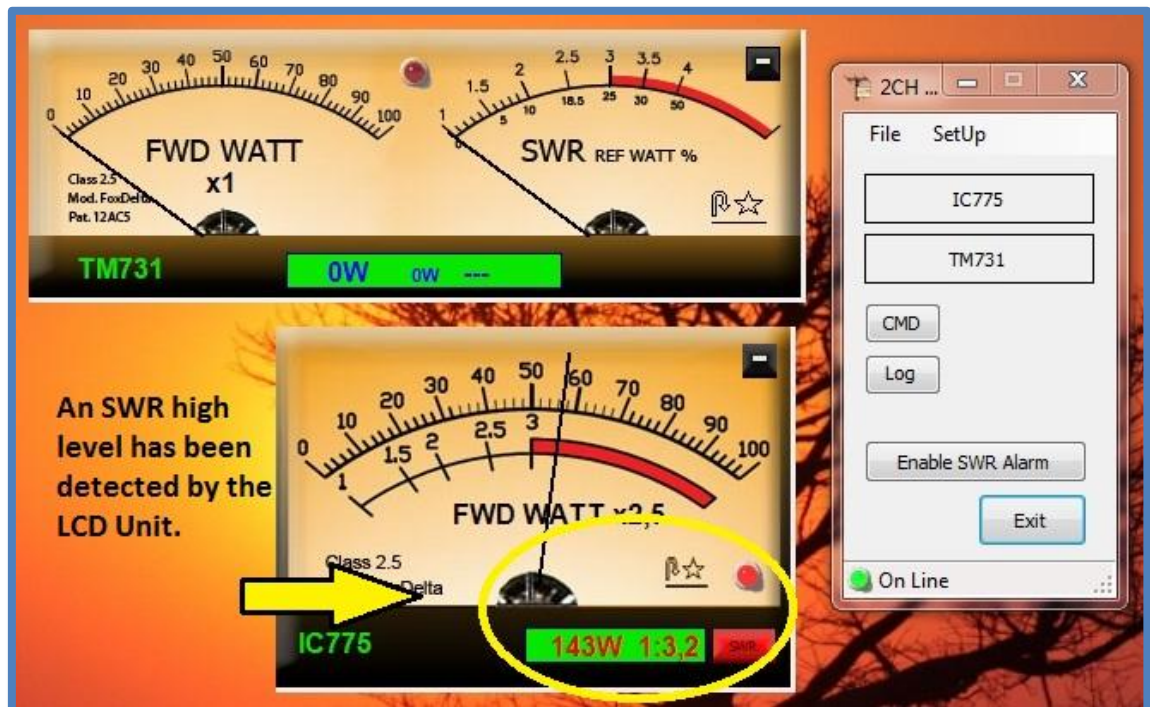 0 10 20 30 40 50 60 70 80 90 100
FWD WATT
x1
Class 2.5
Mod. FoxDelta
Pat. 12AC5
1 1.5 2 2.5 3 3.5 4
0 5 10 18.5 25 30 50
SWR REF WATT %
TM731
0W 0W ---
An SWR high
level has been
detected by the
LCD Unit.
0 10 20 30 40 50 60 70 80 90 100
1 1.5 2 2.5 3
FWD WATT x2,5
Class 2.5
Delta
IC775
143W 1:3,2 SWR
2CH ...
File SetUp
IC775
TM731
CMD
Log
Enable SWR Alarm
Exit
On Line